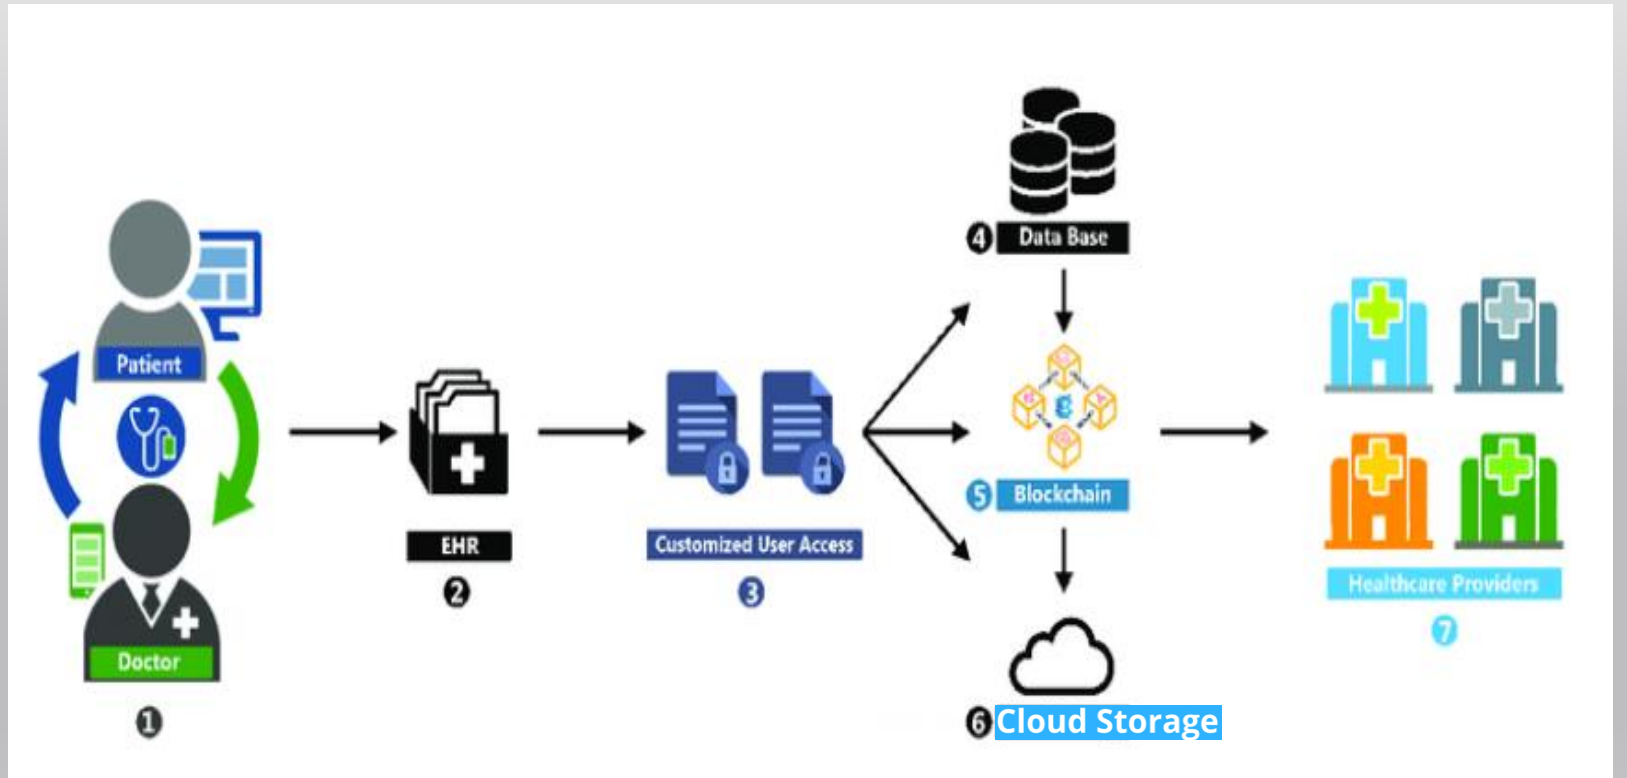 Patient
Doctor
1
EHR
2
Customized User Access
3
4 Data Base
5 Blockchain
6 Cloud Storage
Healthcare Providers
7